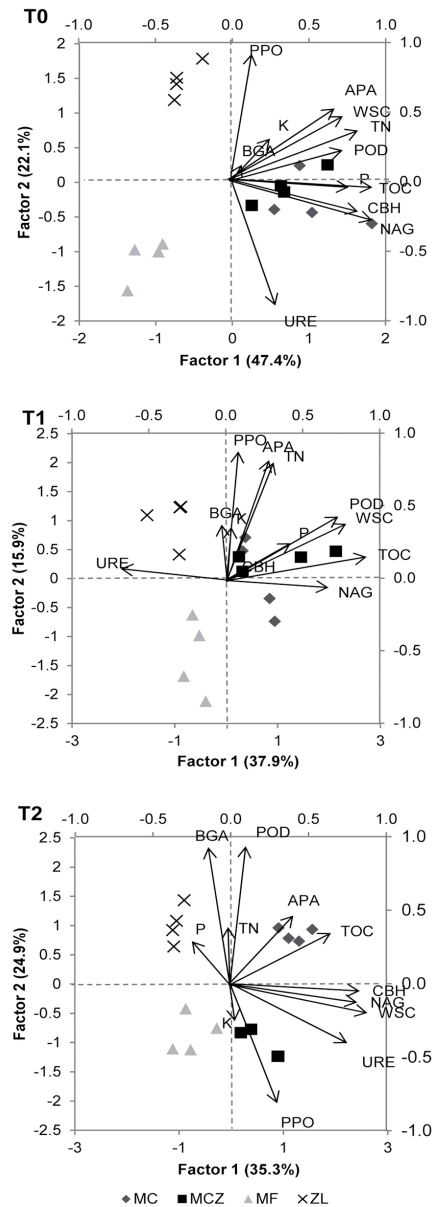 T0
-1.0 -0.5 0.0 0.5 1.0
2 1.0
PPO
1.5
APA
WSC
1 0.5
TN
K
0.5
BGA POD
0 P 0.0
TOC
CBH
-0.5
NAG
-1 -0.5
-1.5
-2 URE -1.0
-2 -1 0 1 2
Factor 2 (22.1%)
Factor 1 (47.4%)
T1
-1.0 -0.5 0.0 0.5 1.0
2.5 1.0
PPO APA
TN
2
1.5
POD
1 BGA K 0.5
WSC
P
0.5 TOC
URE CBH
0 0.0
NAG
-0.5
-1 -0.5
-1.5
-2
-2.5 -1.0
-3 -1 1 3
Factor 2 (15.9%)
Factor 1 (37.9%)
T2
-1.0 -0.5 0.0 0.5 1.0
BGA POD
2.5 1.0
2
1.5
APA
1 0.5
P TN TOC
0.5
0 0.0
CBH
NAG
WSC
-0.5
K
-1 -0.5
URE
-1.5
-2
PPO
-2.5 -1.0
-3 -1 1 3
Factor 2 (24.9%)
Factor 1 (35.3%)
MC MCZ MF ZL